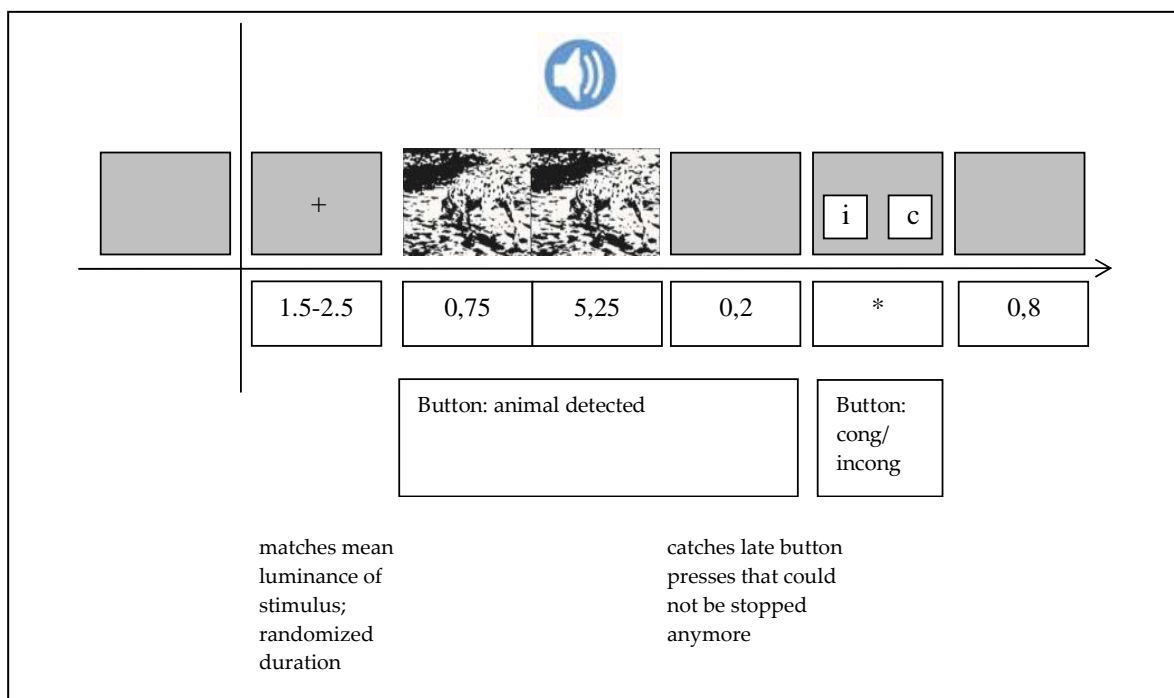 +
i c
1.5-2.5 0,75 5,25 0,2 * 0,8
Button: animal detected
Button:
cong/
incong
matches mean
luminance of
stimulus;
randomized
duration
catches late button
presses that could
not be stopped
anymore